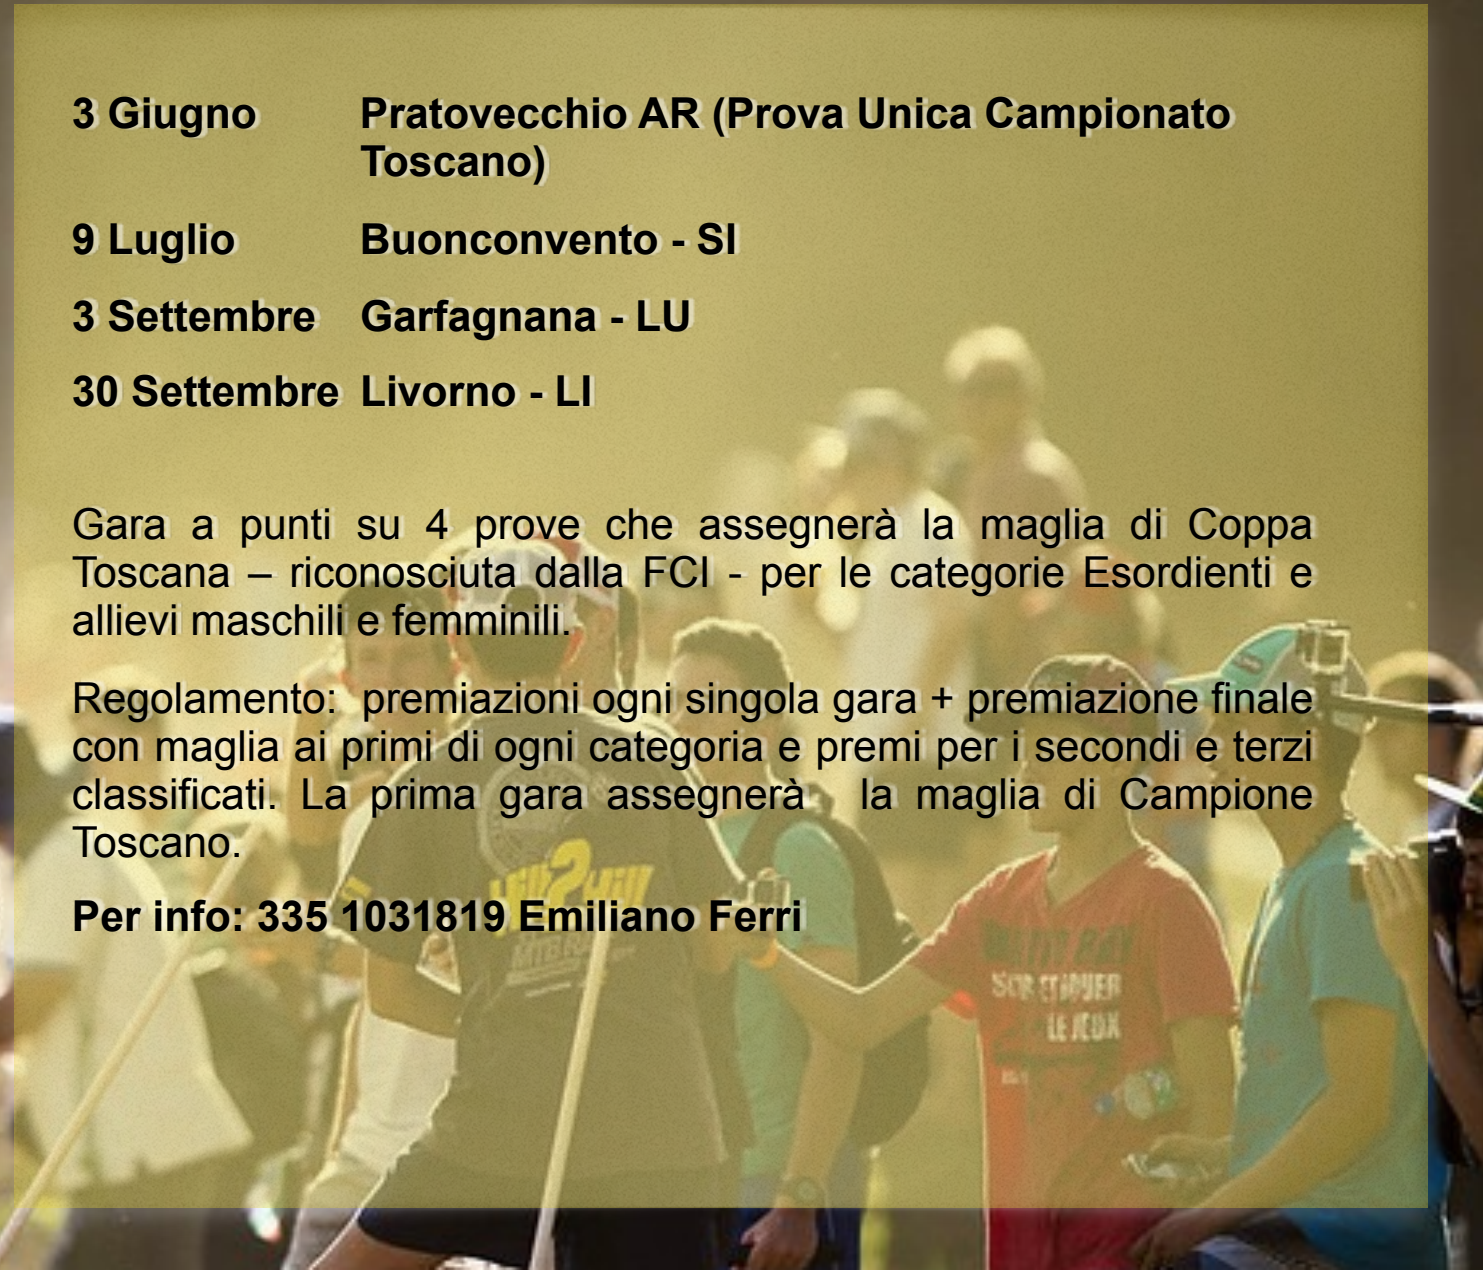 3 Giugno Pratovecchio AR (Prova Unica Campionato
Toscano)
9 Luglio Buonconvento - SI
3 Settembre Garfagnana - LU
30 Settembre Livorno - LI
Gara a punti su 4 prove che assegnerà la maglia di Coppa
Toscana – riconosciuta dalla FCI - per le categorie Esordienti e
allievi maschili e femminili.
Regolamento: premiazioni ogni singola gara + premiazione finale
con maglia ai primi di ogni categoria e premi per i secondi e terzi
classificati. La prima gara assegnerà la maglia di Campione
Toscano.
Per info: 335 1031819 Emiliano Ferri
Hill2Hill
LE JEUX